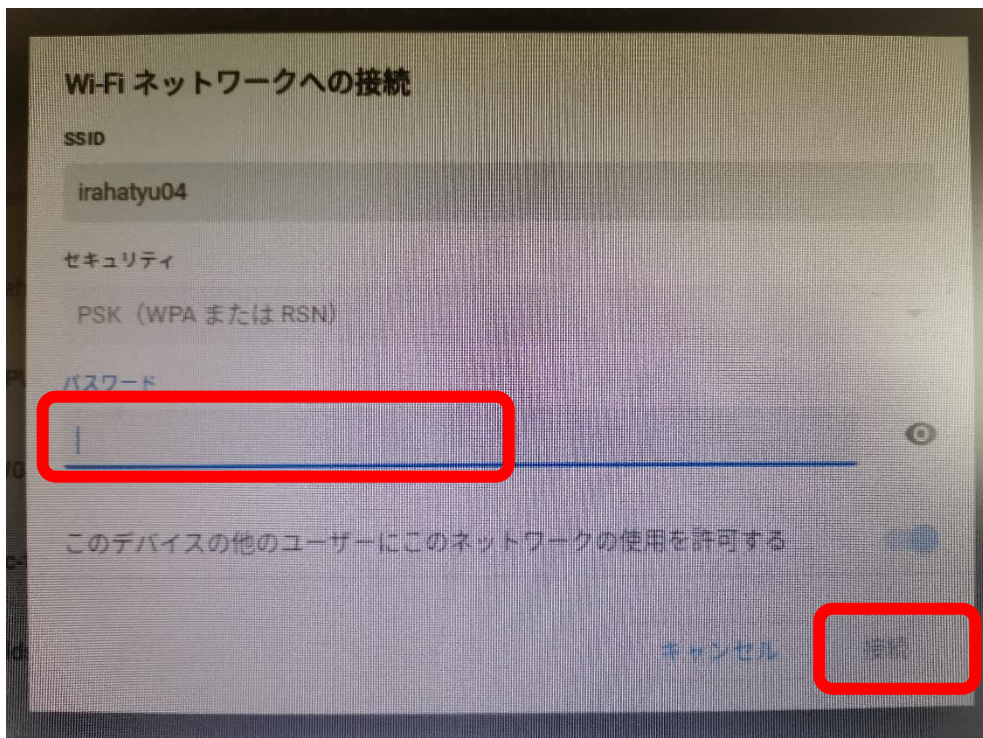 Wi-Fi ネットワークへの接続
SSID
irahatyu04
セキュリティ
PSK（WPA または RSN）
パスワード
このデバイスの他のユーザーにこのネットワークの使用を許可する
キャンセル
接続